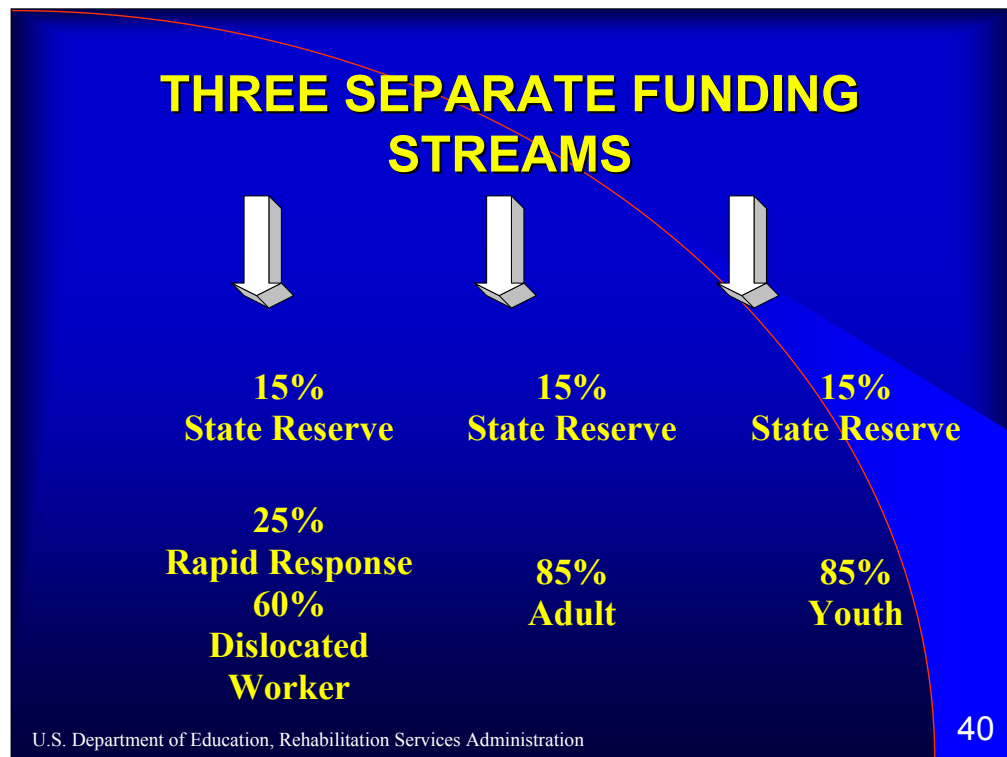 THREE SEPARATE FUNDING
STREAMS
15%
State Reserve
25%
Rapid Response
60%
Dislocated
Worker
15%
State Reserve
85%
Adult
15%
State Reserve
85%
Youth
U.S. Department of Education, Rehabilitation Services Administration
40